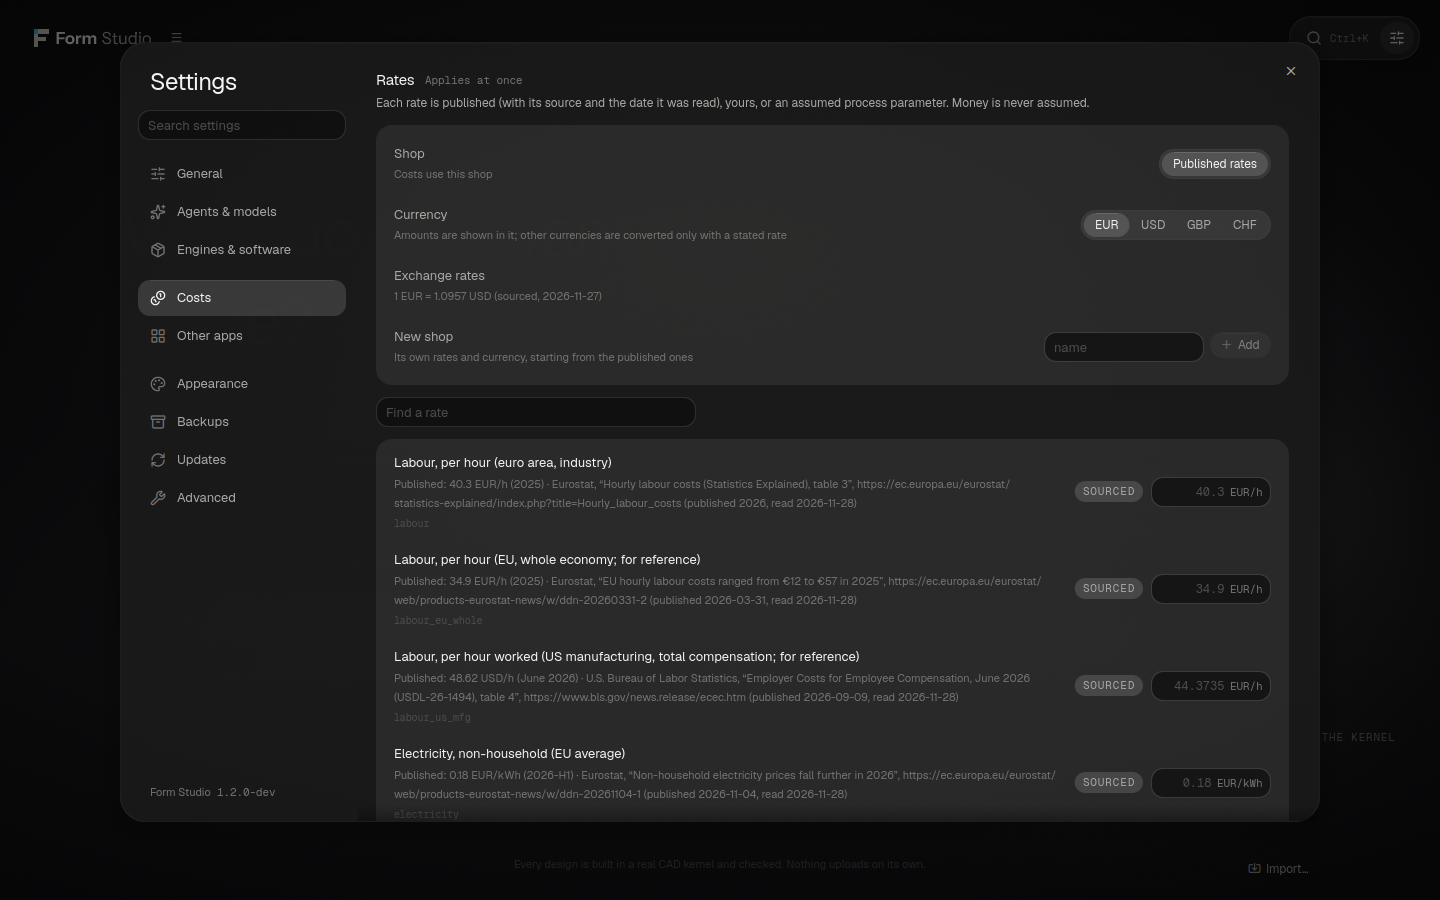 Form Studio
Ctrl+K
Settings
Search settings
General
Agents & models
Engines & software
Costs
Other apps
Appearance
Backups
Updates
Advanced
Form Studio 1.2.0-dev
Rates Applies at once
Each rate is published (with its source and the date it was read), yours, or an assumed process parameter. Money is never assumed.
Shop
Costs use this shop
Published rates
Currency
Amounts are shown in it; other currencies are converted only with a stated rate
EUR USD GBP CHF
Exchange rates
1 EUR = 1.0957 USD (sourced, 2026-11-27)
New shop
Its own rates and currency, starting from the published ones
name
+ Add
Find a rate
Labour, per hour (euro area, industry)
Published: 40.3 EUR/h (2025) · Eurostat, “Hourly labour costs (Statistics Explained), table 3”, https://ec.europa.eu/eurostat/
statistics-explained/index.php?title=Hourly_labour_costs (published 2026, read 2026-11-28)
labour
SOURCED
40.3 EUR/h
Labour, per hour (EU, whole economy; for reference)
Published: 34.9 EUR/h (2025) · Eurostat, “EU hourly labour costs ranged from €12 to €57 in 2025”, https://ec.europa.eu/eurostat/
web/products-eurostat-news/w/ddn-20260331-2 (published 2026-03-31, read 2026-11-28)
labour_eu_whole
SOURCED
34.9 EUR/h
Labour, per hour worked (US manufacturing, total compensation; for reference)
Published: 48.62 USD/h (June 2026) · U.S. Bureau of Labor Statistics, “Employer Costs for Employee Compensation, June 2026
(USDL-26-1494), table 4”, https://www.bls.gov/news.release/ecec.htm (published 2026-09-09, read 2026-11-28)
labour_us_mfg
SOURCED
44.3735 EUR/h
Electricity, non-household (EU average)
Published: 0.18 EUR/kWh (2026-H1) · Eurostat, “Non-household electricity prices fall further in 2026”, https://ec.europa.eu/eurostat/
web/products-eurostat-news/w/ddn-20261104-1 (published 2026-11-04, read 2026-11-28)
electricity
SOURCED
0.18 EUR/kWh
THE KERNEL
Every design is built in a real CAD kernel and checked. Nothing uploads on its own.
Import…